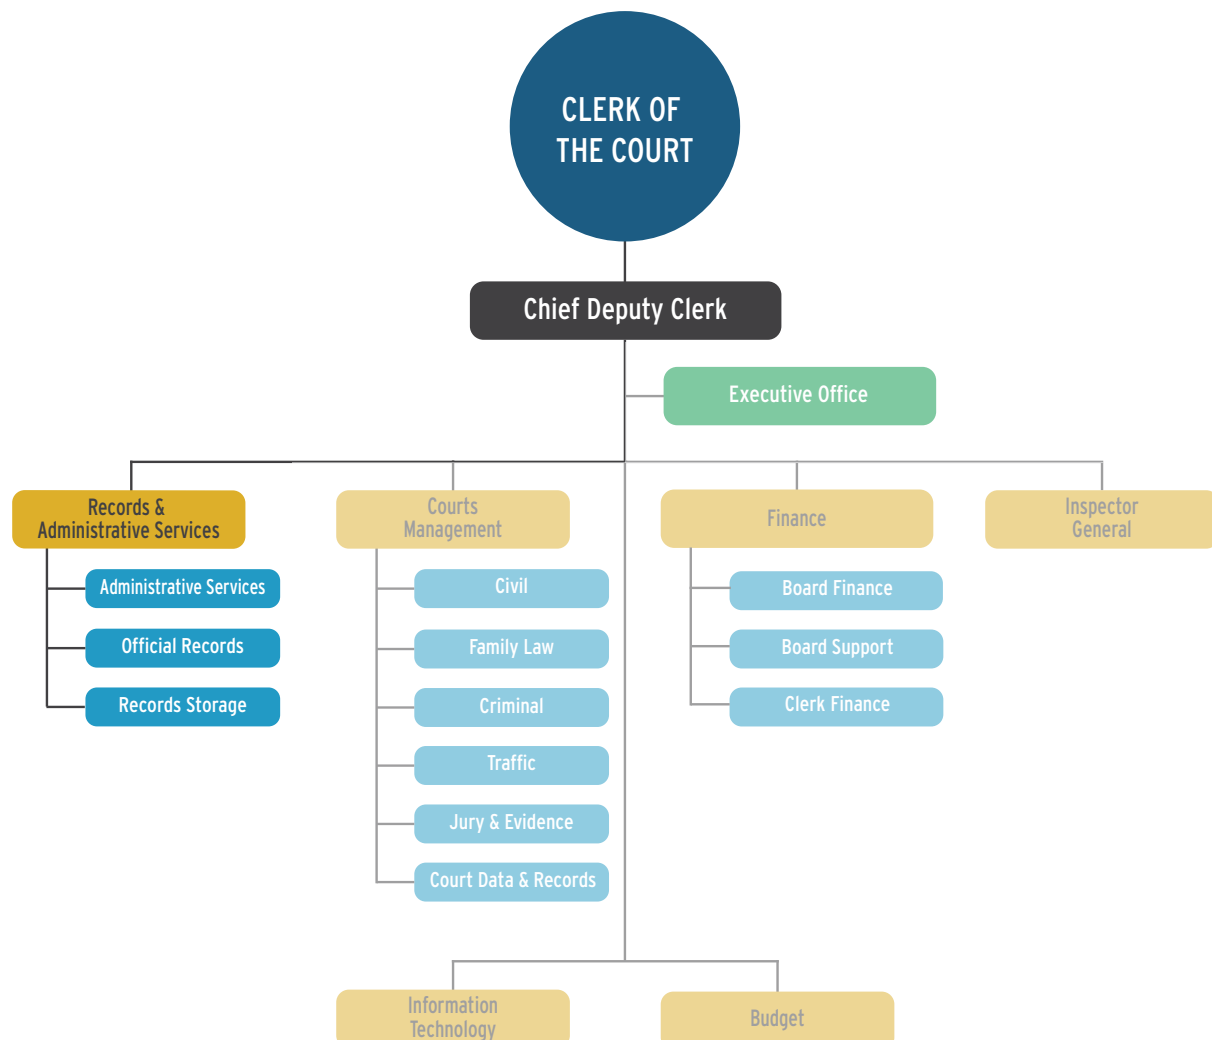 CLERK OF
THE COURT
Chief Deputy Clerk
Executive Office
Records &
Administrative Services
Administrative Services
Official Records
Records Storage
Courts
Management
Civil
Family Law
Criminal
Traffic
Jury & Evidence
Court Data & Records
Finance
Board Finance
Board Support
Clerk Finance
Inspector
General
Information
Technology
Budget